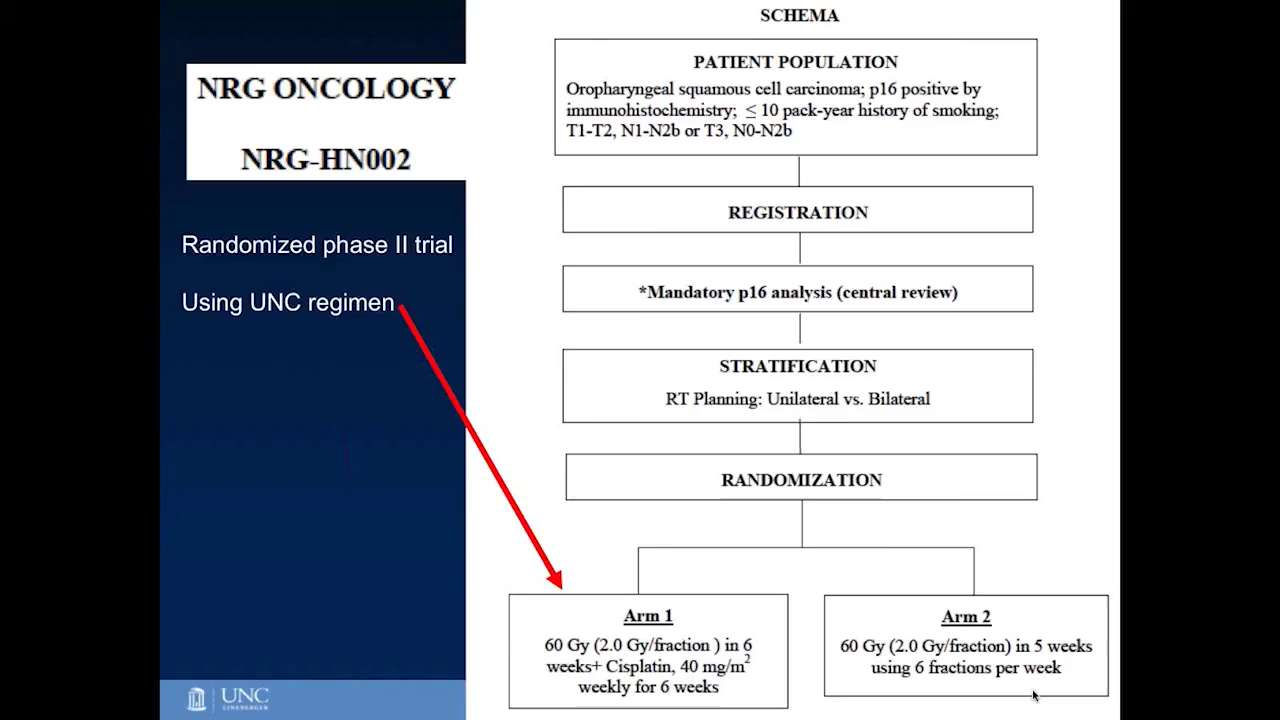 NRG ONCOLOGY
NRG-HN002
Randomized phase II trial
Using UNC regimen
UNC
LINEBERGER
SCHEMA
PATIENT POPULATION
Oropharyngeal squamous cell carcinoma; p16 positive by
immunohistochemistry; ≤ 10 pack-year history of smoking;
T1-T2, N1-N2b or T3, N0-N2b
REGISTRATION
*Mandatory p16 analysis (central review)
STRATIFICATION
RT Planning: Unilateral vs. Bilateral
RANDOMIZATION
Arm 1
60 Gy (2.0 Gy/fraction ) in 6
weeks+ Cisplatin, 40 mg/m²
weekly for 6 weeks
Arm 2
60 Gy (2.0 Gy/fraction) in 5 weeks
using 6 fractions per week